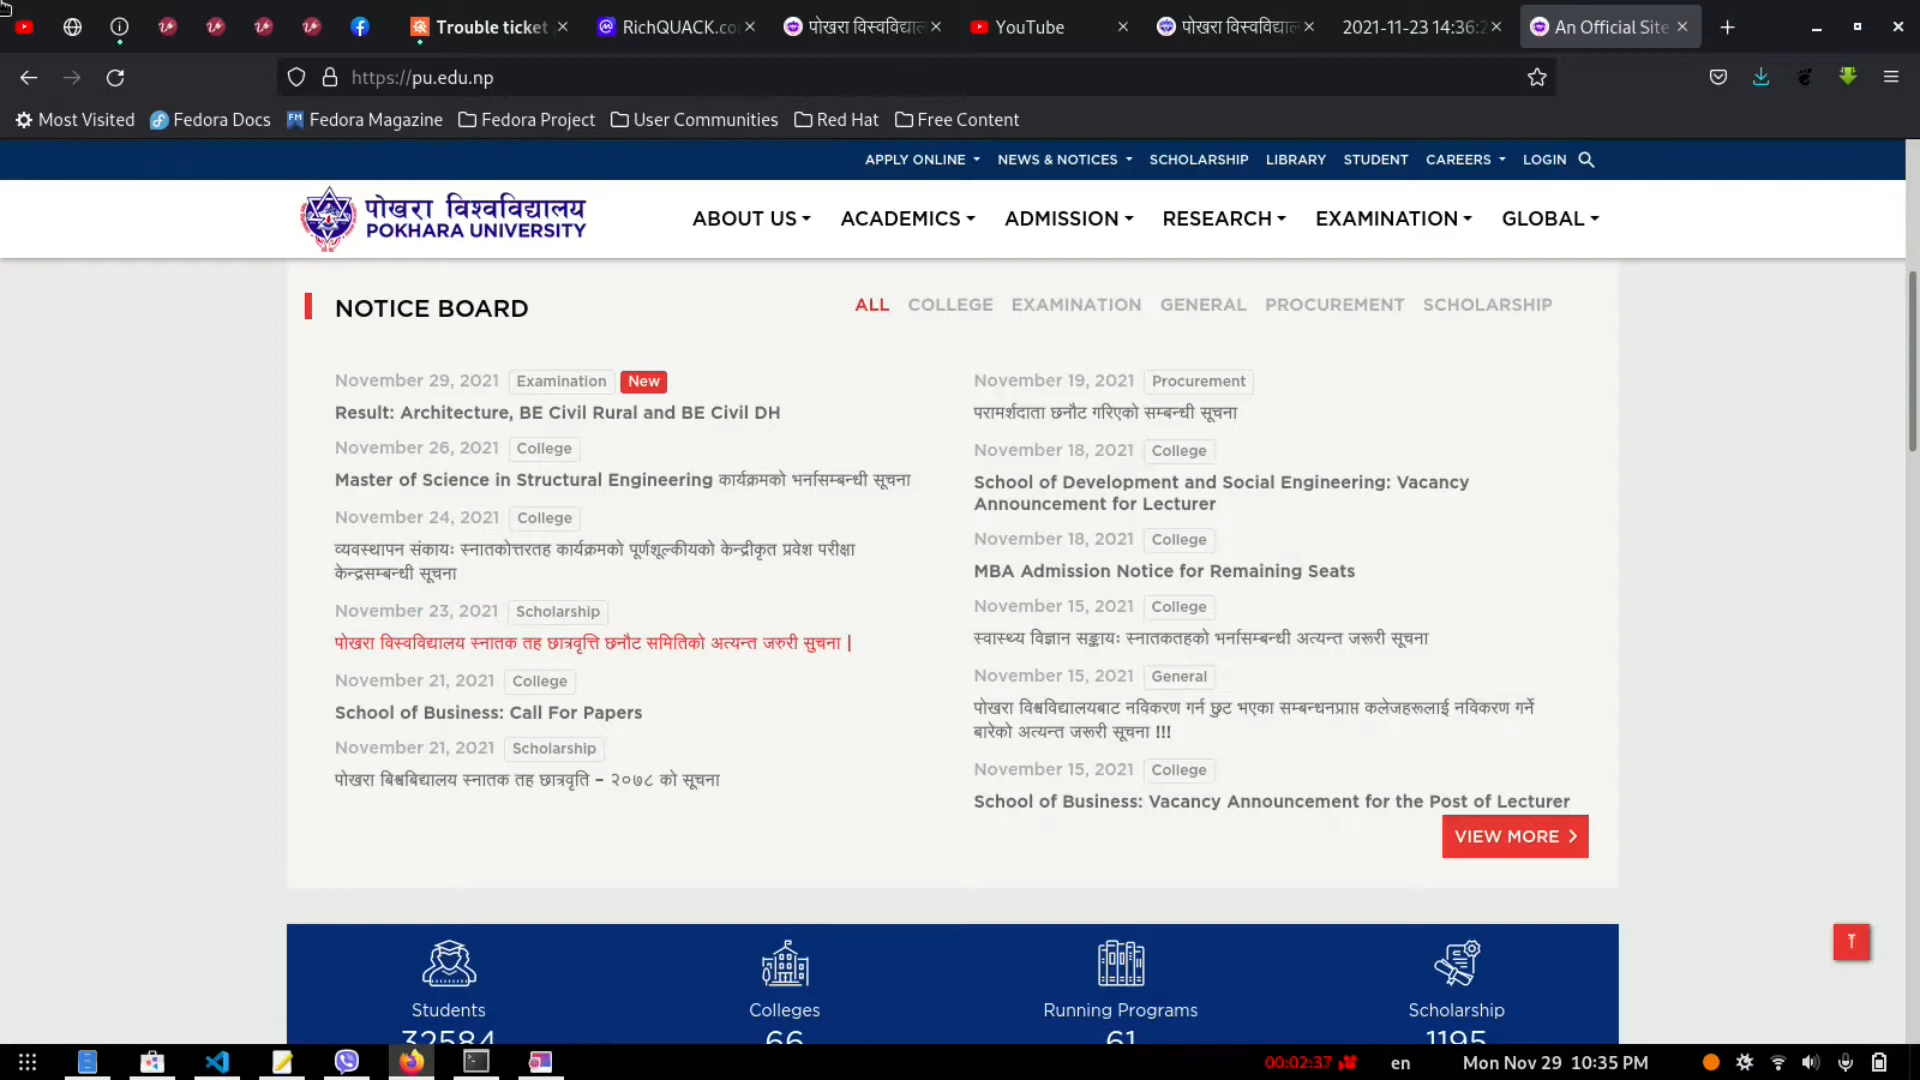 Trouble ticket
RichQUACK.co
पोखरा विस्वविद्याल
YouTube
पोखरा विस्वविद्याल
2021-11-23 14:36:2
An Official Site
https://pu.edu.np
Most Visited
Fedora Docs
Fedora Magazine
Fedora Project
User Communities
Red Hat
Free Content
APPLY ONLINE
NEWS & NOTICES
SCHOLARSHIP
LIBRARY
STUDENT
CAREERS
LOGIN
पोखरा विश्वविद्यालय
POKHARA UNIVERSITY
ABOUT US
ACADEMICS
ADMISSION
RESEARCH
EXAMINATION
GLOBAL
NOTICE BOARD
ALL
COLLEGE
EXAMINATION
GENERAL
PROCUREMENT
SCHOLARSHIP
November 29, 2021 Examination New
Result: Architecture, BE Civil Rural and BE Civil DH
November 26, 2021 College
Master of Science in Structural Engineering कार्यक्रमको भर्नासम्बन्धी सूचना
November 24, 2021 College
व्यवस्थापन संकायः स्नातकोत्तरतह कार्यक्रमको पूर्णशूल्कीयको केन्द्रीकृत प्रवेश परीक्षा
केन्द्रसम्बन्धी सूचना
November 23, 2021 Scholarship
पोखरा विस्वविद्यालय स्नातक तह छात्रवृत्ति छनौट समितिको अत्यन्त जरुरी सुचना |
November 21, 2021 College
School of Business: Call For Papers
November 21, 2021 Scholarship
पोखरा बिश्वबिद्यालय स्नातक तह छात्रवृति – २०७८ को सूचना
November 19, 2021 Procurement
परामर्शदाता छनौट गरिएको सम्बन्धी सूचना
November 18, 2021 College
School of Development and Social Engineering: Vacancy
Announcement for Lecturer
November 18, 2021 College
MBA Admission Notice for Remaining Seats
November 15, 2021 College
स्वास्थ्य विज्ञान सङ्कायः स्नातकतहको भर्नासम्बन्धी अत्यन्त जरूरी सूचना
November 15, 2021 General
पोखरा विश्वविद्यालयबाट नविकरण गर्न छुट भएका सम्बन्धनप्राप्त कलेजहरूलाई नविकरण गर्ने
बारेको अत्यन्त जरूरी सूचना !!!
November 15, 2021 College
School of Business: Vacancy Announcement for the Post of Lecturer
VIEW MORE
Students
Colleges
Running Programs
Scholarship
32584
66
61
1195
00:02:37
en
Mon Nov 29 10:35 PM